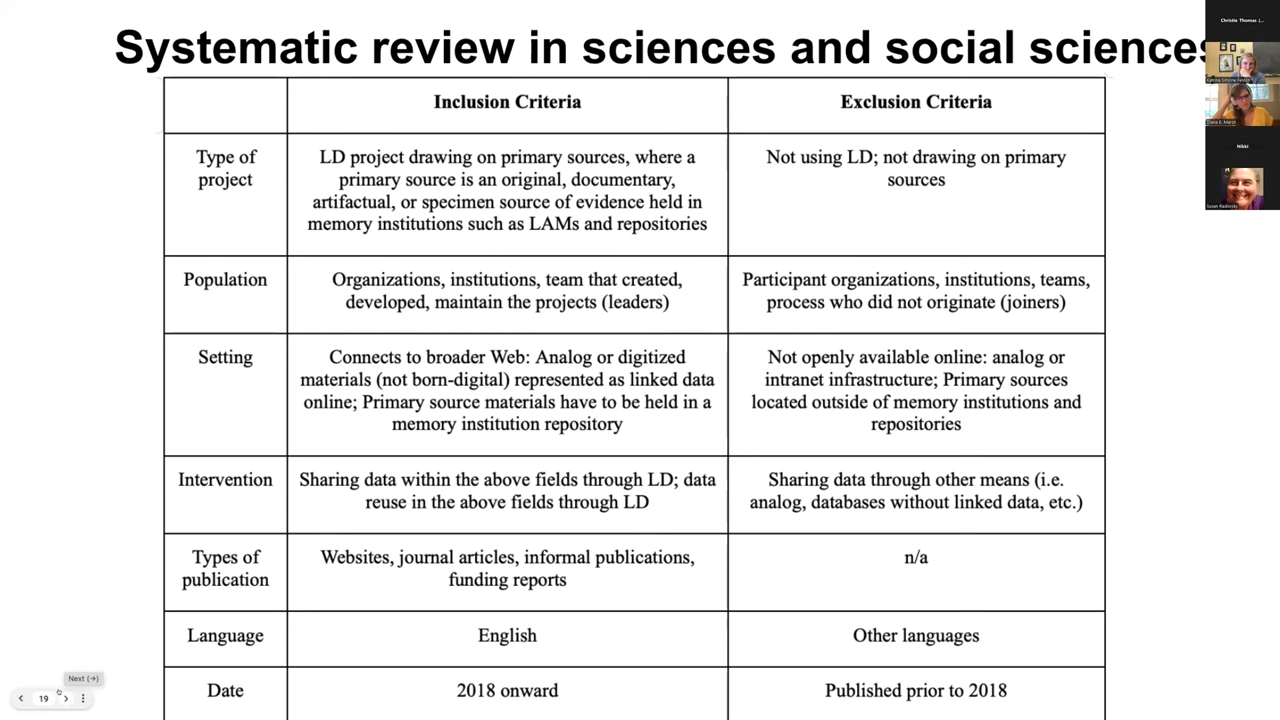 Systematic review in sciences and social sciences
Inclusion Criteria
Exclusion Criteria
Type of
project
LD project drawing on primary sources, where a
primary source is an original, documentary,
artifactual, or specimen source of evidence held in
memory institutions such as LAMs and repositories
Not using LD; not drawing on primary
sources
Population
Organizations, institutions, team that created,
developed, maintain the projects (leaders)
Participant organizations, institutions, teams,
process who did not originate (joiners)
Setting
Connects to broader Web: Analog or digitized
materials (not born-digital) represented as linked data
online; Primary source materials have to be held in a
memory institution repository
Not openly available online: analog or
intranet infrastructure; Primary sources
located outside of memory institutions and
repositories
Intervention
Sharing data within the above fields through LD; data
reuse in the above fields through LD
Sharing data through other means (i.e.
analog, databases without linked data, etc.)
Types of
publication
Websites, journal articles, informal publications,
funding reports
n/a
Language
English
Other languages
Date
2018 onward
Published prior to 2018
Next (→)
19
Christie Thomas (...
Diana E. Marsh
Nikki
Susan Radovsky